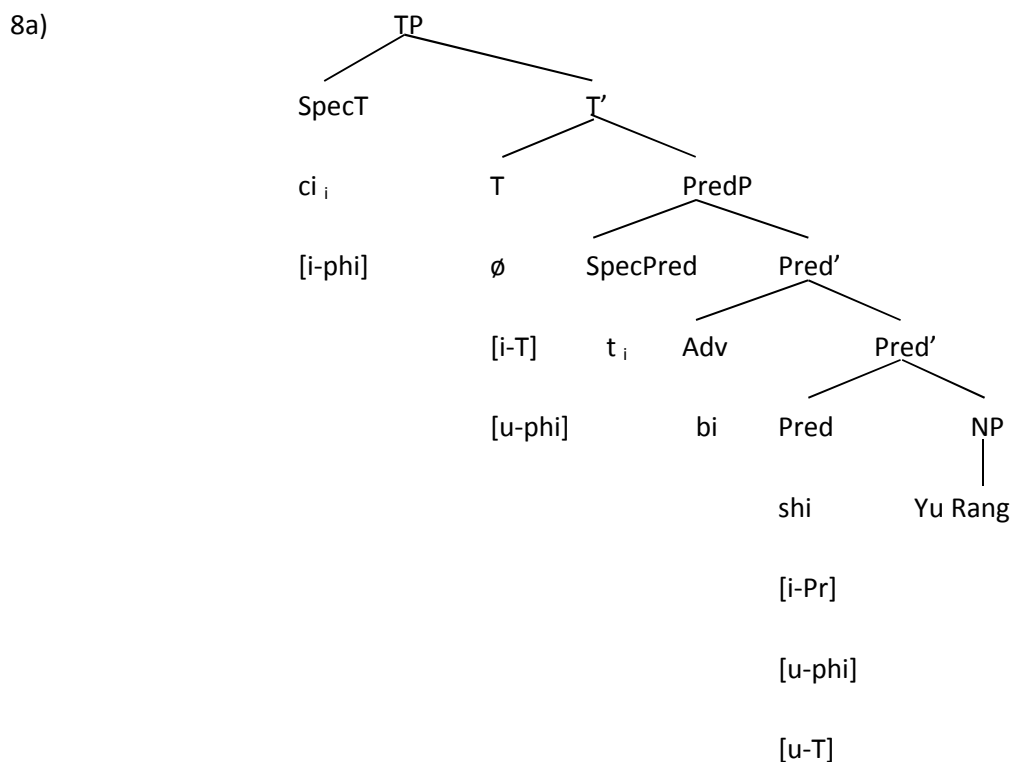 8a) TP
SpecT T’
ci i T PredP
[i-phi] ø SpecPred Pred’
[i-T] t i Adv Pred’
[u-phi] bi Pred NP
shi Yu Rang
[i-Pr]
[u-phi]
[u-T]